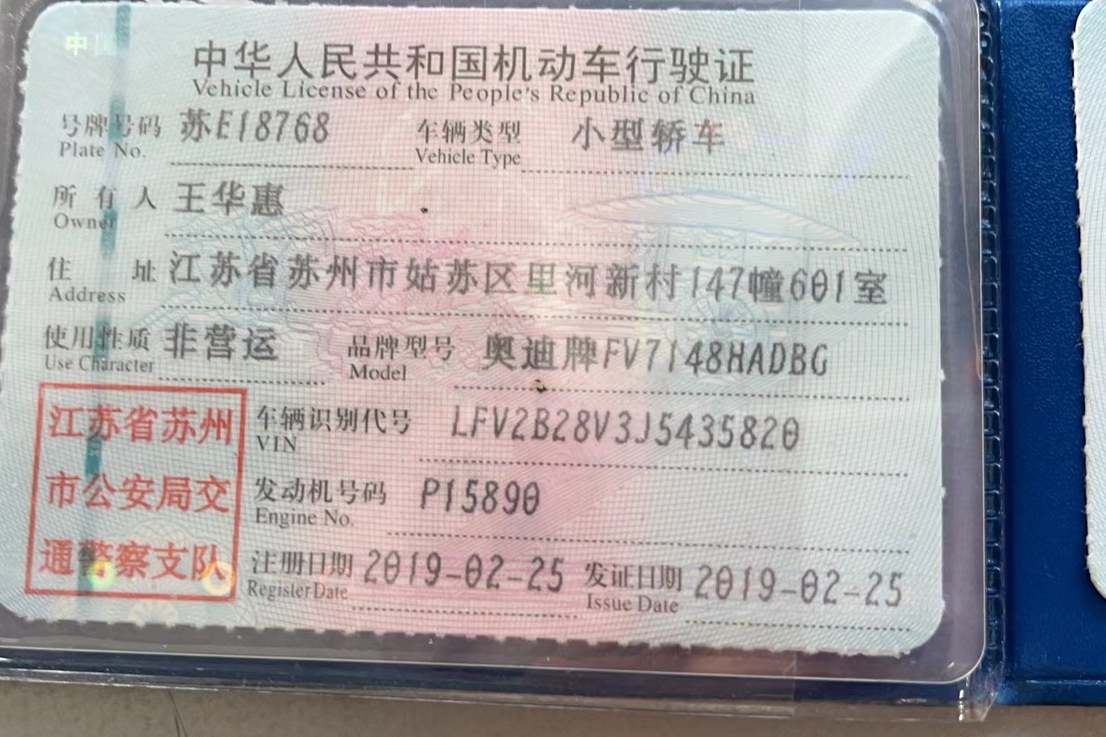 中华人民共和国机动车行驶证
Vehicle License of the People's Republic of China
号牌号码 苏E18768 车辆类型 小型轿车
Plate No. Vehicle Type
所有人 王华惠
Owner
住址 江苏省苏州市姑苏区里河新村147幢601室
Address
使用性质 非营运 品牌型号 奥迪牌FV7148HADBG
Use Character Model
江苏省苏州
市公安局交
通警察支队
车辆识别代号 LFV2B28V3J5435820
VIN
发动机号码 P15890
Engine No.
注册日期 2019-02-25 发证日期 2019-02-25
Register Date Issue Date